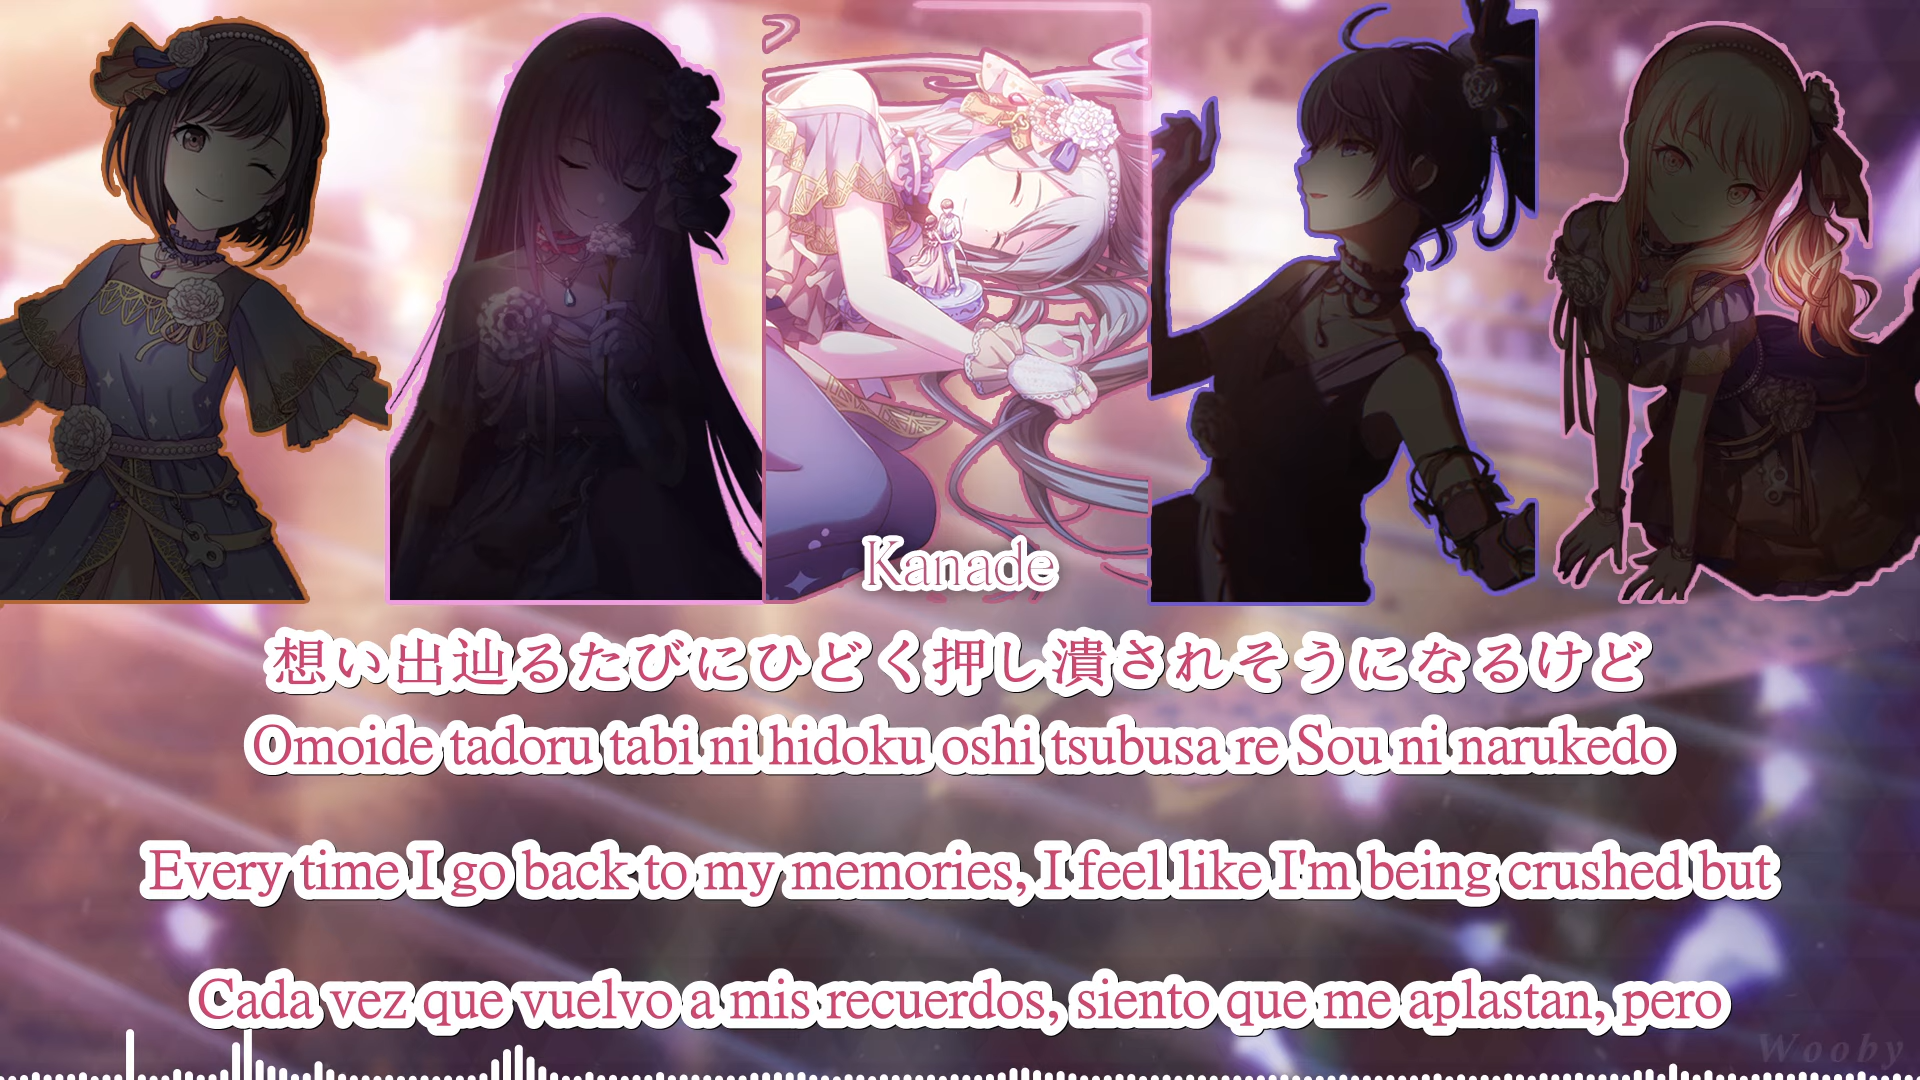 Kanade
想い出辿るたびにひどく押し潰されそうになるけど
Omoide tadoru tabi ni hidoku oshi tsubusa re Sou ni narukedo
Every time I go back to my memories, I feel like I'm being crushed but
Cada vez que vuelvo a mis recuerdos, siento que me aplastan, pero
Wooby